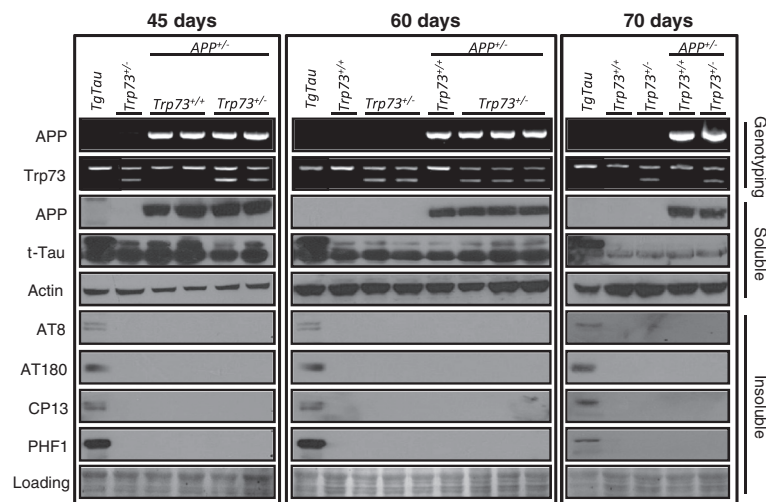 45 days
60 days
70 days
APP+/-
APP+/-
APP+/-
TgTau
Trp73+/-
Trp73+/+
Trp73+/-
TgTau
Trp73+/+
Trp73+/-
Trp73+/+
Trp73+/-
TgTau
Trp73+/+
Trp73+/-
Trp73+/+
Trp73+/-
APP
Trp73
Genotyping
APP
t-Tau
Actin
Soluble
AT8
AT180
CP13
PHF1
Loading
Insoluble